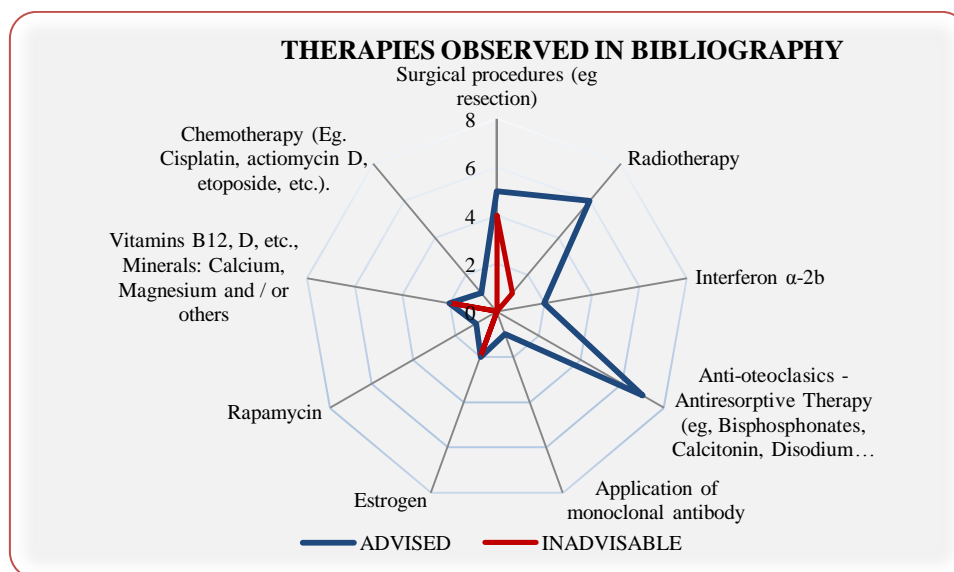 THERAPIES OBSERVED IN BIBLIOGRAPHY
Surgical procedures (eg
resection)
8
6
4
2
0
Radiotherapy
Interferon α-2b
Anti-oteoclasics -
Antiresorptive Therapy
(eg, Bisphosphonates,
Calcitonin, Disodium…
Application of
monoclonal antibody
Estrogen
Rapamycin
Vitamins B12, D, etc.,
Minerals: Calcium,
Magnesium and / or
others
Chemotherapy (Eg.
Cisplatin, actiomycin D,
etoposide, etc.).
ADVISED
INADVISABLE